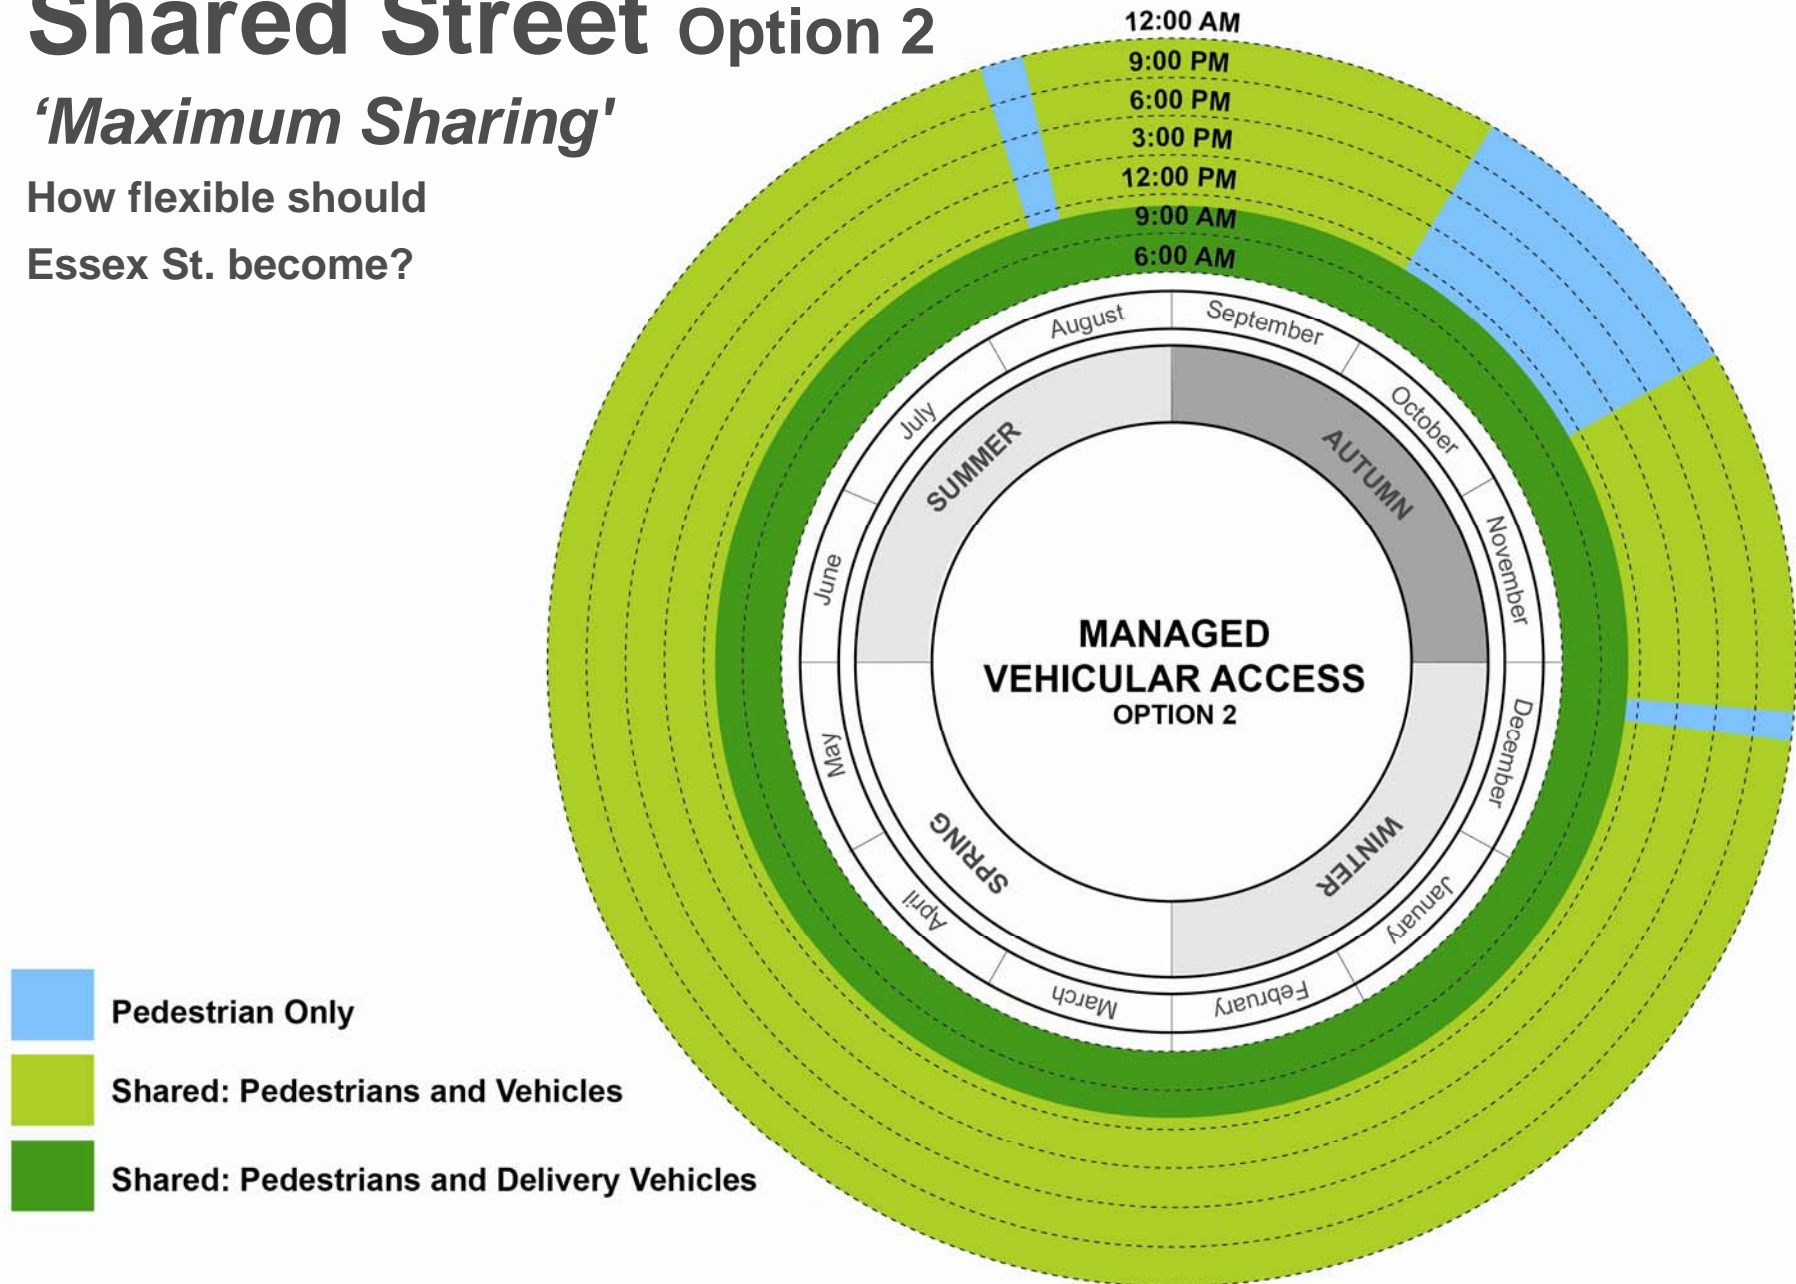 Shared Street Option 2
‘Maximum Sharing'
How flexible should
Essex St. become?
12:00 AM
9:00 PM
6:00 PM
3:00 PM
12:00 PM
9:00 AM
6:00 AM
August
September
October
November
December
January
February
March
April
May
June
July
SUMMER
AUTUMN
WINTER
SPRING
MANAGED
VEHICULAR ACCESS
OPTION 2
Pedestrian Only
Shared: Pedestrians and Vehicles
Shared: Pedestrians and Delivery Vehicles